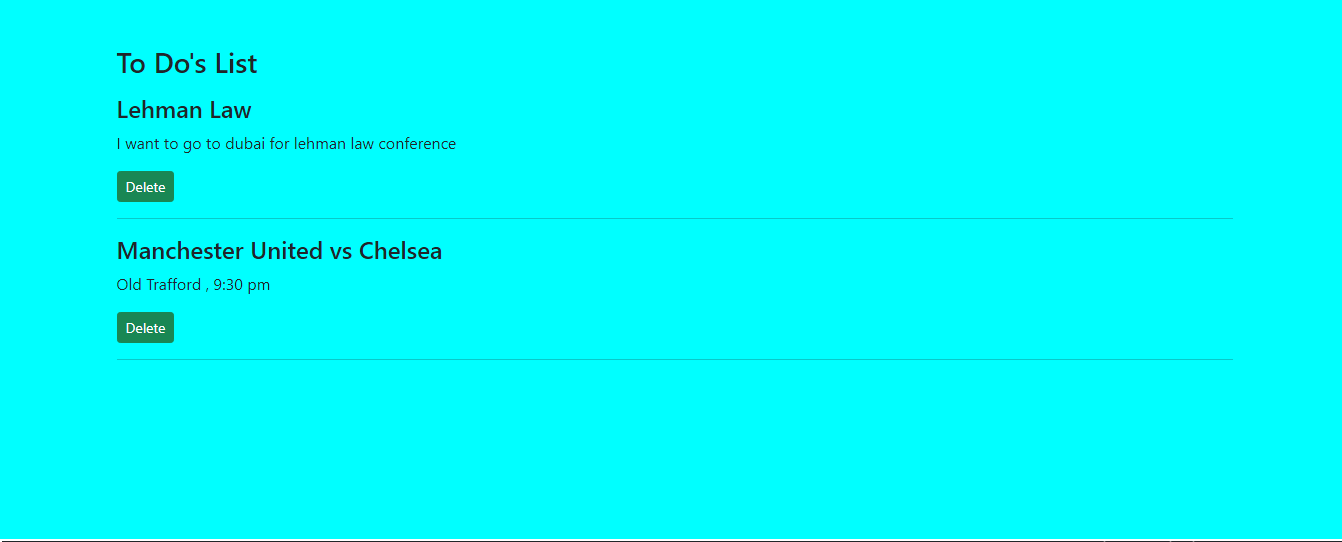 To Do's List
Lehman Law
I want to go to dubai for lehman law conference
Delete
Manchester United vs Chelsea
Old Trafford , 9:30 pm
Delete